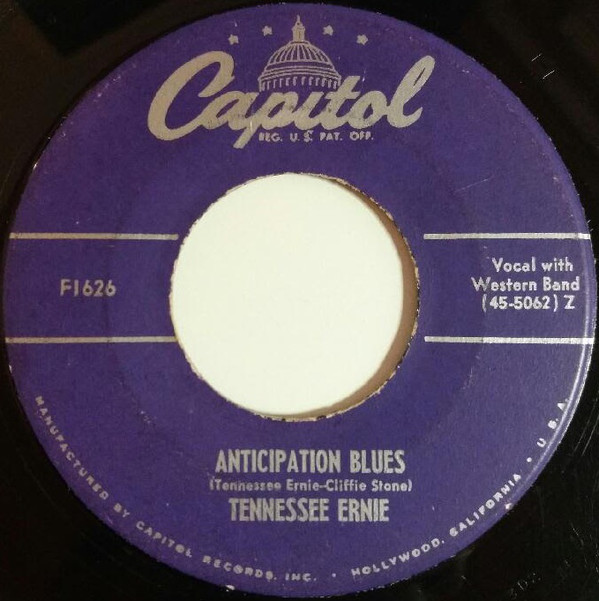 Capitol
REG. U.S. PAT. OFF.
F1626
Vocal with
Western Band
(45-5062) Z
ANTICIPATION BLUES
(Tennessee Ernie-Cliffie Stone)
TENNESSEE ERNIE
MANUFACTURED BY CAPITOL RECORDS, INC. • HOLLYWOOD, CALIFORNIA • U.S.A.